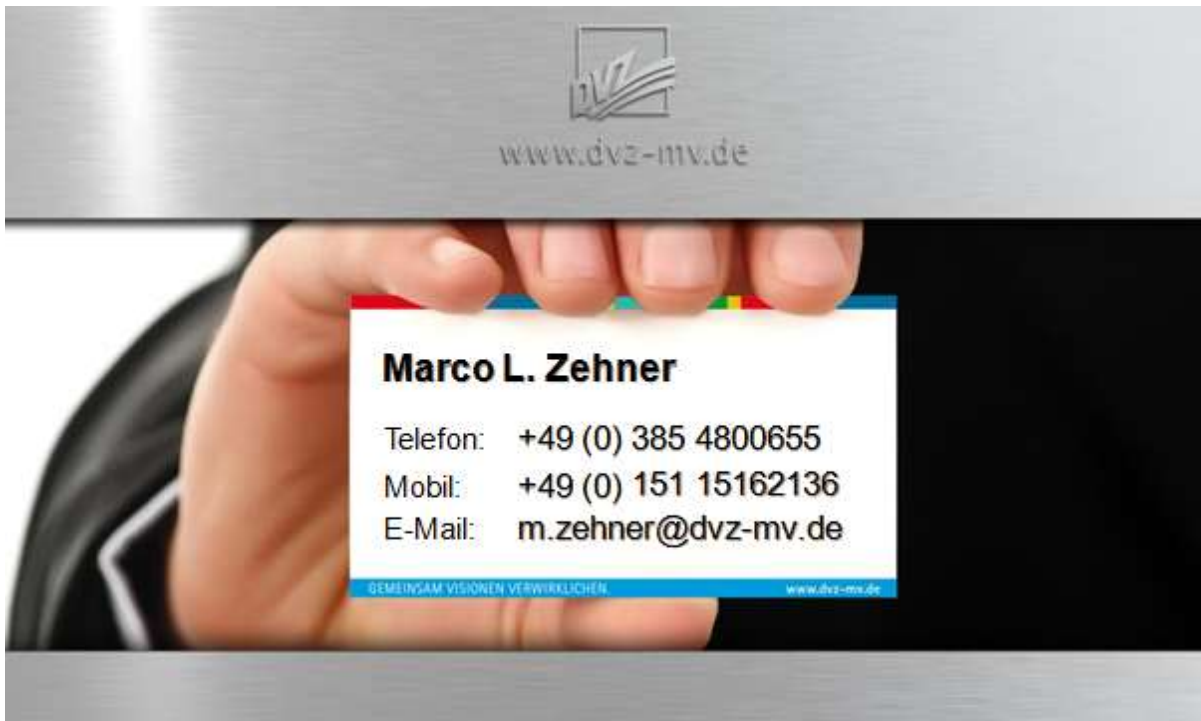 DVZ
www.dvz-mv.de
Marco L. Zehner
Telefon: +49 (0) 385 4800655
Mobil: +49 (0) 151 15162136
E-Mail: m.zehner@dvz-mv.de
GEMEINSAM VISIONEN VERWIRKLICHEN. www.dvz-mv.de